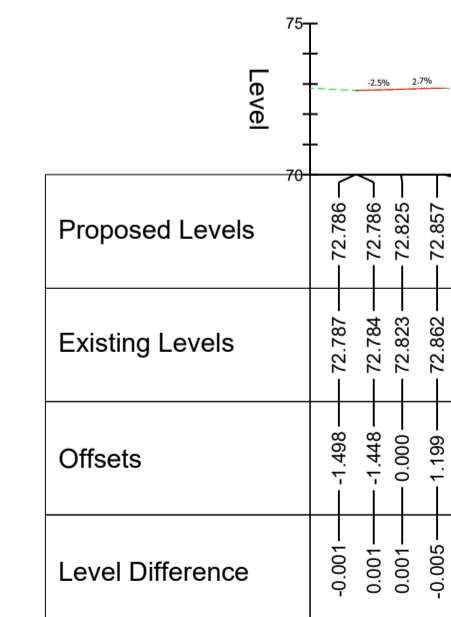 75
Level
-2.5% 2.7%
70
Proposed Levels 72.786 72.786 72.825 72.857
Existing Levels 72.787 72.784 72.823 72.862
Offsets -1.498 -1.448 0.000 1.199
Level Difference -0.001 0.001 0.001 -0.005